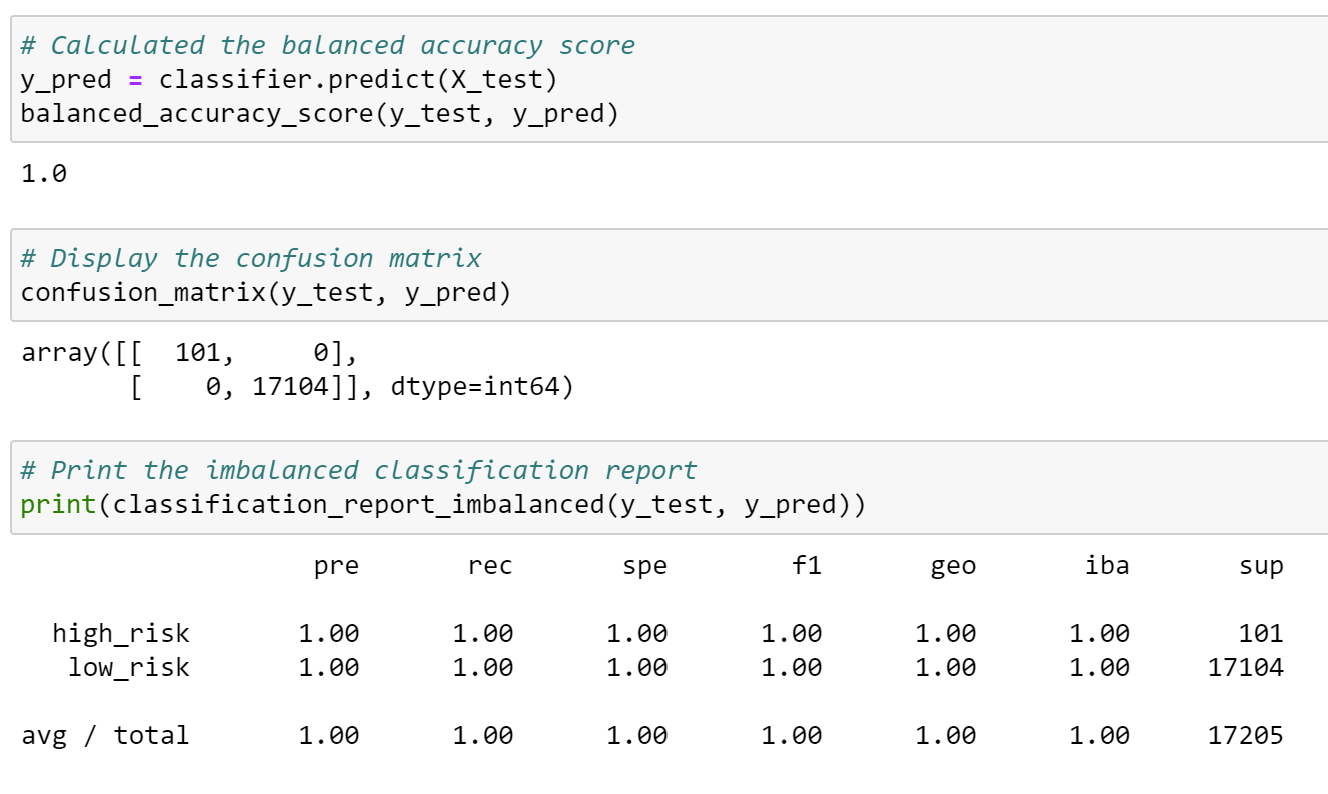 # Calculated the balanced accuracy score
y_pred = classifier.predict(X_test)
balanced_accuracy_score(y_test, y_pred)
1.0
# Display the confusion matrix
confusion_matrix(y_test, y_pred)
array([[  101,     0],
       [    0, 17104]], dtype=int64)
# Print the imbalanced classification report
print(classification_report_imbalanced(y_test, y_pred))
                   pre       rec       spe        f1       geo       iba       sup
  high_risk       1.00      1.00      1.00      1.00      1.00      1.00       101
   low_risk       1.00      1.00      1.00      1.00      1.00      1.00     17104
avg / total       1.00      1.00      1.00      1.00      1.00      1.00     17205